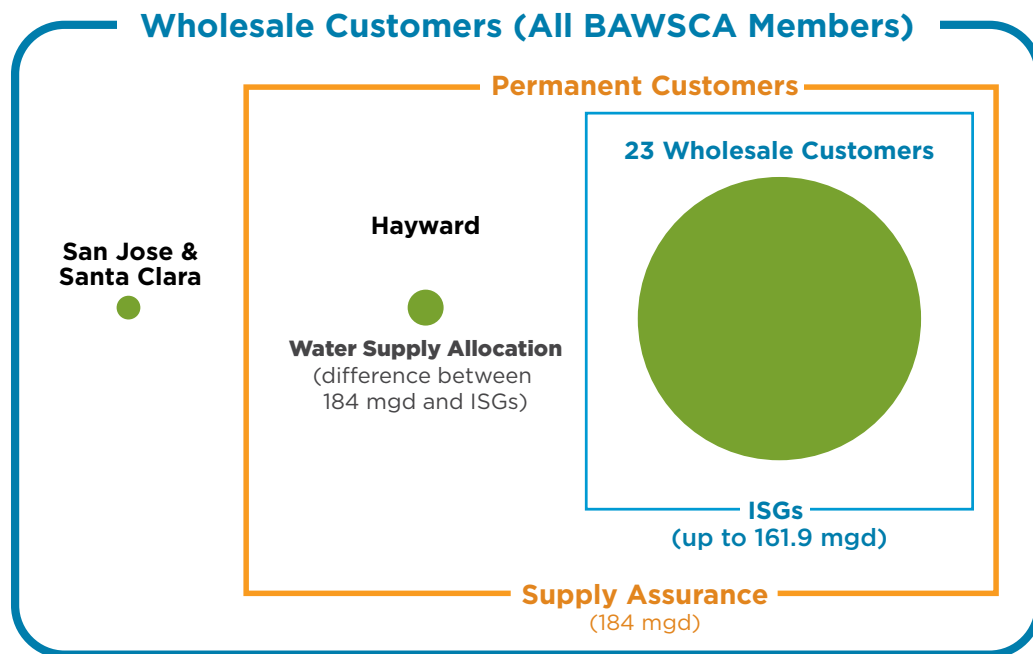 Wholesale Customers (All BAWSCA Members)
Permanent Customers
23 Wholesale Customers
Hayward
San Jose &
Santa Clara
Water Supply Allocation
(difference between
184 mgd and ISGs)
ISGs
(up to 161.9 mgd)
Supply Assurance
(184 mgd)